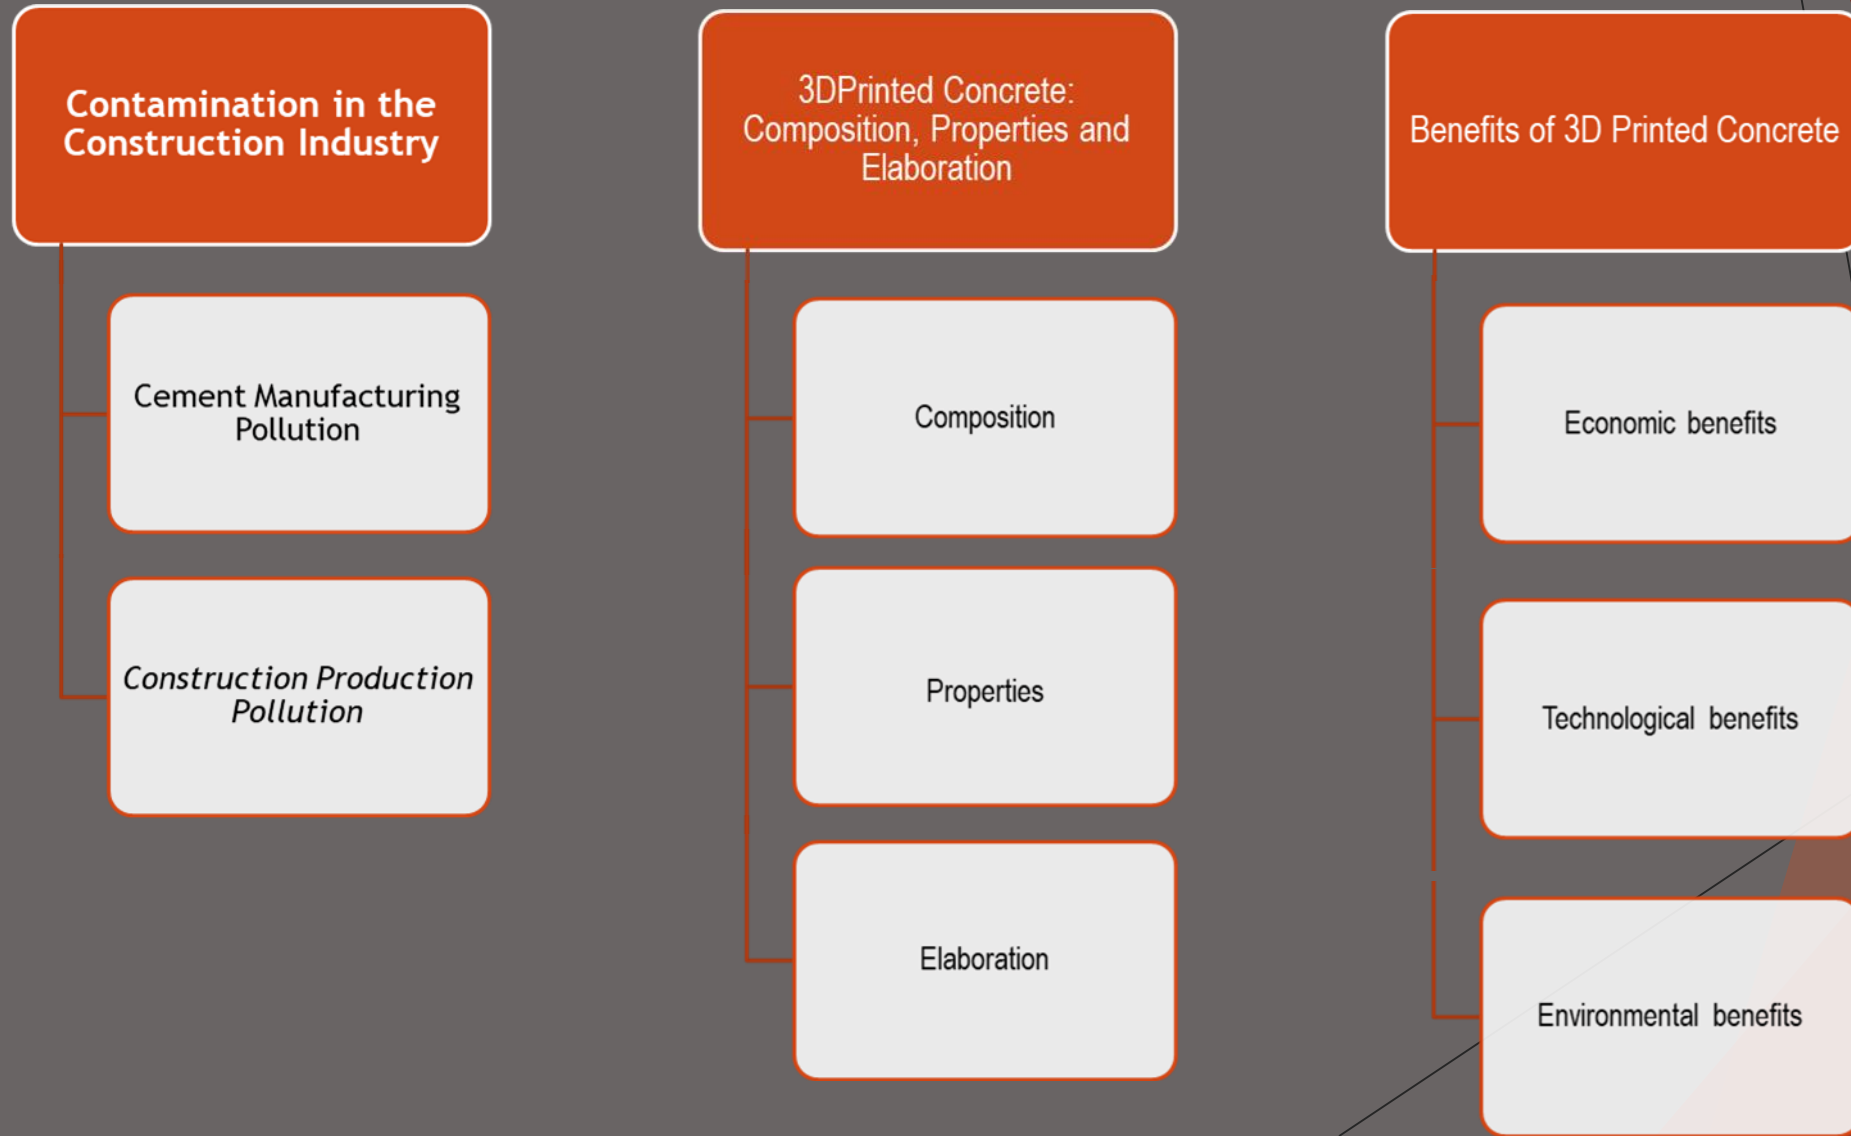 Contamination in the
Construction Industry
Cement Manufacturing
Pollution
Construction Production
Pollution
3DPrinted Concrete:
Composition, Properties and
Elaboration
Composition
Properties
Elaboration
Benefits of 3D Printed Concrete
Economic benefits
Technological benefits
Environmental benefits